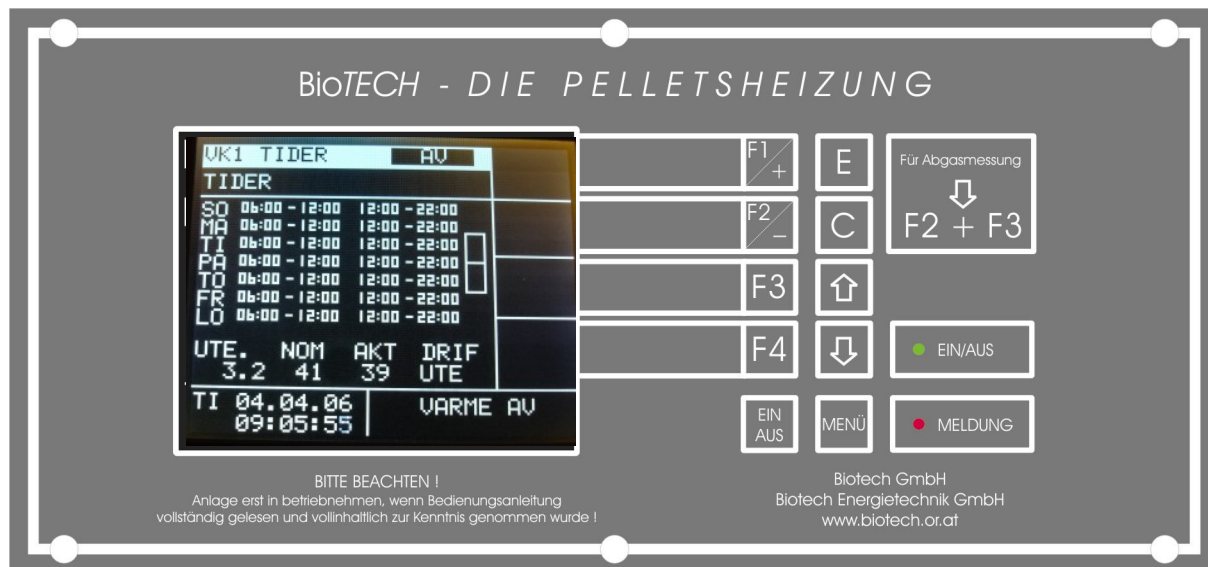 BioTECH - DIE PELLETSHEIZUNG
VK1 TIDER AV
TIDER
SO 06:00 - 12:00 12:00 - 22:00
MA 06:00 - 12:00 12:00 - 22:00
TI 06:00 - 12:00 12:00 - 22:00
PÅ 06:00 - 12:00 12:00 - 22:00
TO 06:00 - 12:00 12:00 - 22:00
FR 06:00 - 12:00 12:00 - 22:00
LO 06:00 - 12:00 12:00 - 22:00
UTE. NOM AKT DRIF
3.2 41 39 UTE
TI 04.04.06 VARME AV
09:05:55
F1 +
F2 -
F3
F4
E
C
EIN AUS
MENÜ
Für Abgasmessung
F2 + F3
EIN/AUS
MELDUNG
BITTE BEACHTEN !
Anlage erst in betriebnehmen, wenn Bedienungsanleitung
vollständig gelesen und vollinhaltlich zur Kenntnis genommen wurde !
Biotech GmbH
Biotech Energietechnik GmbH
www.biotech.or.at